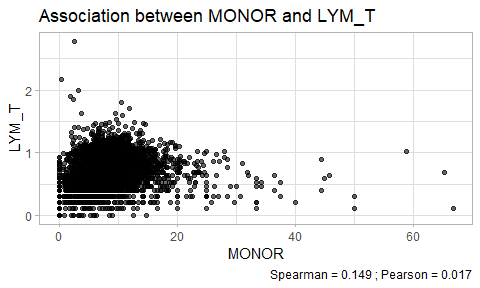 Association between MONOR and LYM_T
LYM_T
2
1
0
0
20
40
60
MONOR
Spearman = 0.149 ; Pearson = 0.017